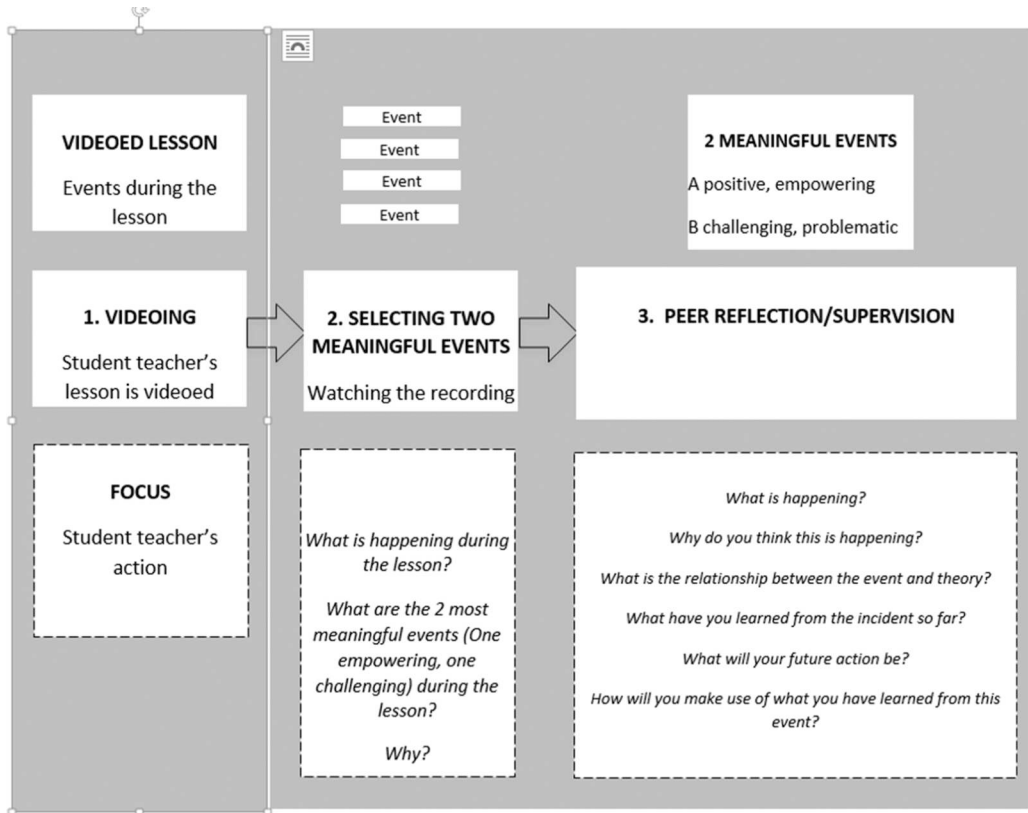 VIDEOED LESSON
Events during the
lesson
Event
Event
Event
Event
2 MEANINGFUL EVENTS
A positive, empowering
B challenging, problematic
1. VIDEOING
Student teacher's
lesson is videoed
2. SELECTING TWO
MEANINGFUL EVENTS
Watching the recording
3. PEER REFLECTION/SUPERVISION
FOCUS
Student teacher's
action
What is happening during
the lesson?
What are the 2 most
meaningful events (One
empowering, one
challenging) during the
lesson?
Why?
What is happening?
Why do you think this is happening?
What is the relationship between the event and theory?
What have you learned from the incident so far?
What will your future action be?
How will you make use of what you have learned from this
event?